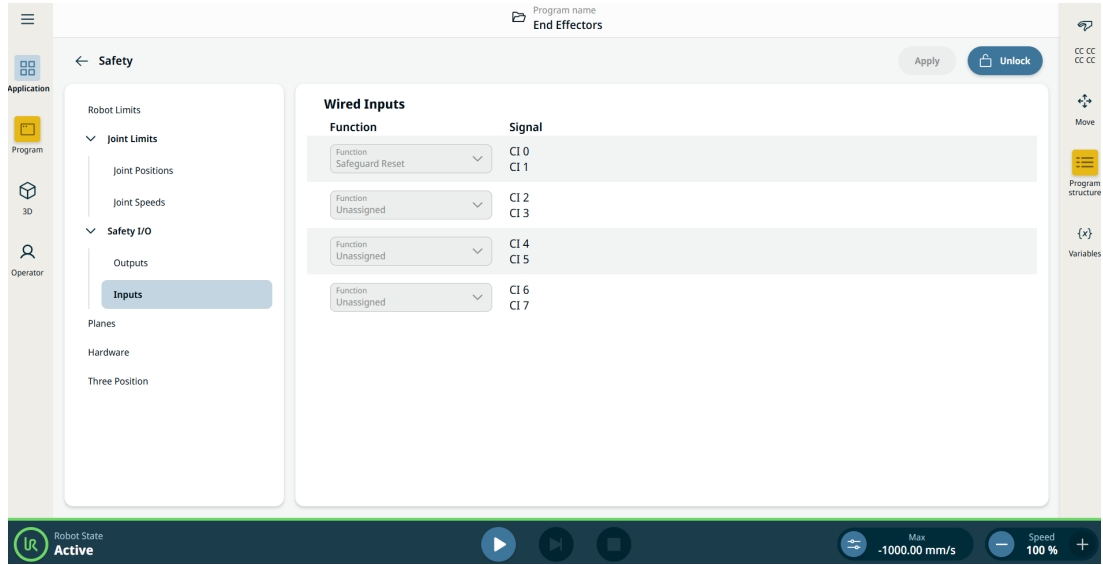 Program name
End Effectors
Application
Program
3D
Operator
Safety
Apply
Unlock
Robot Limits
Joint Limits
Joint Positions
Joint Speeds
Safety I/O
Outputs
Inputs
Planes
Hardware
Three Position
Wired Inputs
Function Signal
Function
Safeguard Reset
CI 0
CI 1
Function
Unassigned
CI 2
CI 3
Function
Unassigned
CI 4
CI 5
Function
Unassigned
CI 6
CI 7
CC CC
CC CC
Move
Program
structure
{x}
Variables
UR
Robot State
Active
Max
-1000.00 mm/s
Speed
100 %